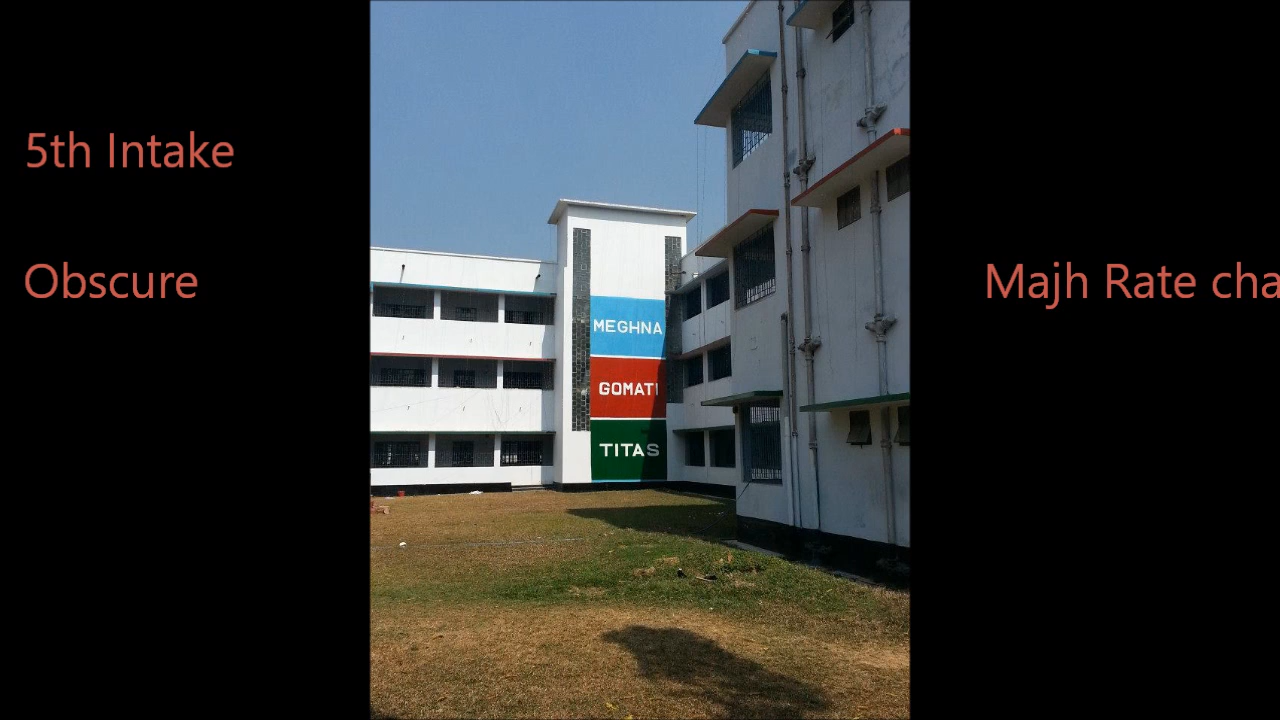 5th Intake
Obscure
MEGHNA
GOMATI
TITAS
Majh Rate cha